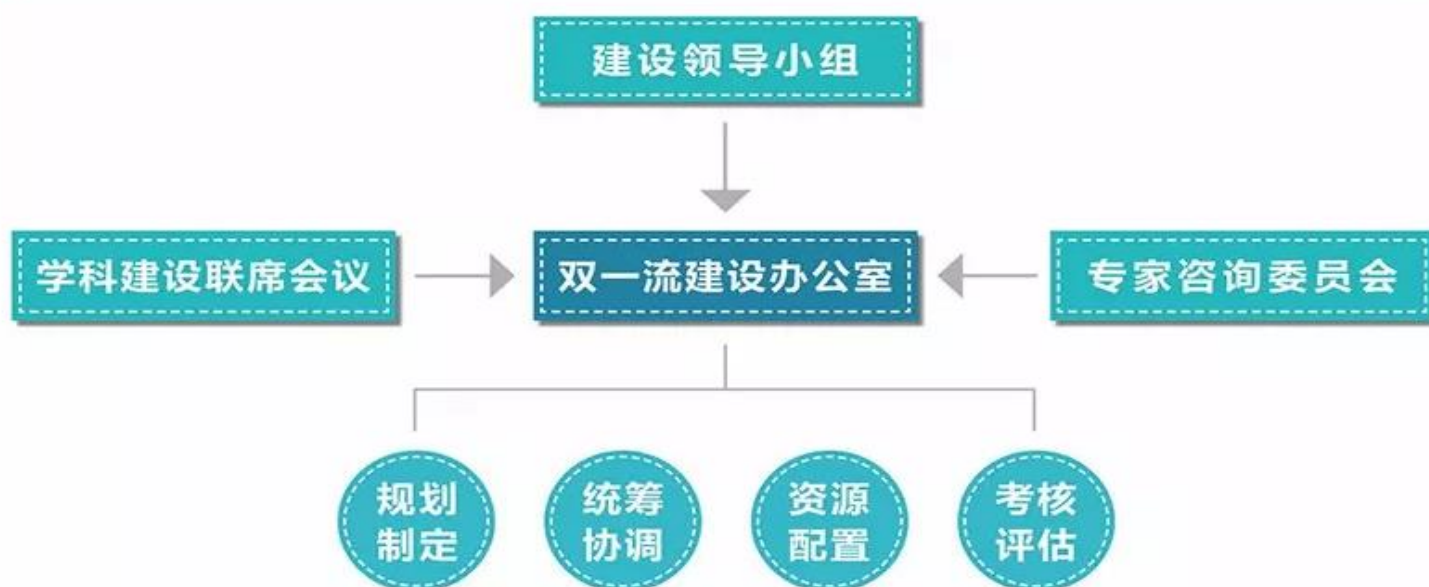 建设领导小组
学科建设联席会议
双一流建设办公室
专家咨询委员会
规划
制定
统筹
协调
资源
配置
考核
评估